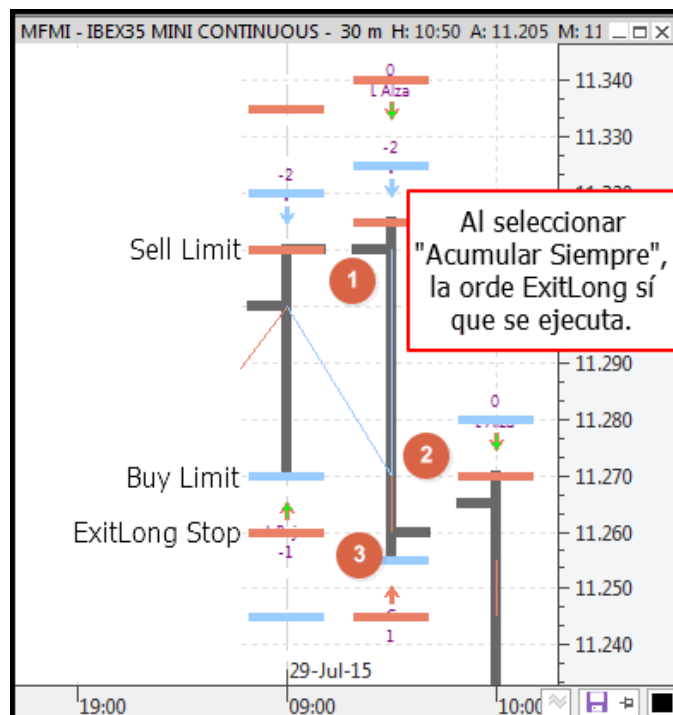 MFMI - IBEX35 MINI CONTINUOUS - 30 m H: 10:50 A: 11.205 M: 11
0
L Alza
11.340
11.330
-2
-2
Al seleccionar
"Acumular Siempre",
la orde ExitLong sí
que se ejecuta.
Sell Limit
1
11.290
0
11.280
2
Buy Limit
11.270
ExitLong Stop
11.260
-1
3
11.250
11.240
1
29-Jul-15
19:00
09:00
10:00